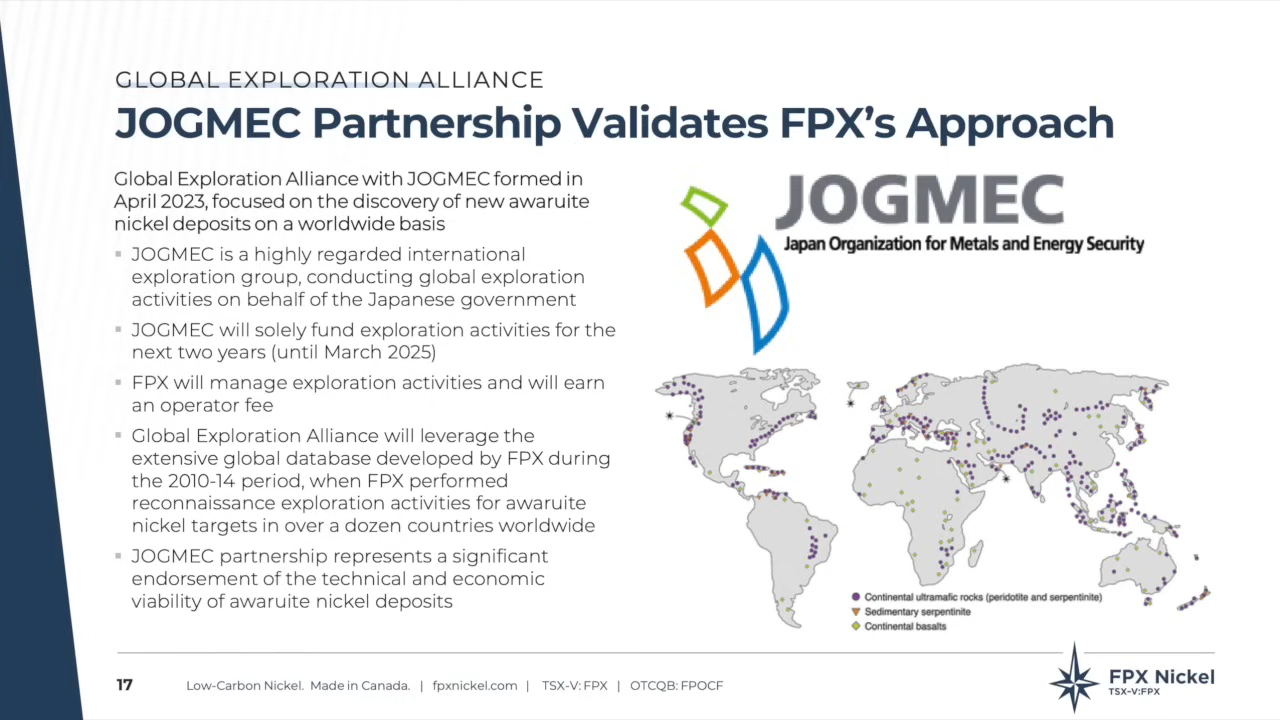 GLOBAL EXPLORATION ALLIANCE
JOGMEC Partnership Validates FPX's Approach
Global Exploration Alliance with JOGMEC formed in
April 2023, focused on the discovery of new awaruite
nickel deposits on a worldwide basis
▪ JOGMEC is a highly regarded international
exploration group, conducting global exploration
activities on behalf of the Japanese government
▪ JOGMEC will solely fund exploration activities for the
next two years (until March 2025)
▪ FPX will manage exploration activities and will earn
an operator fee
▪ Global Exploration Alliance will leverage the
extensive global database developed by FPX during
the 2010-14 period, when FPX performed
reconnaissance exploration activities for awaruite
nickel targets in over a dozen countries worldwide
▪ JOGMEC partnership represents a significant
endorsement of the technical and economic
viability of awaruite nickel deposits
JOGMEC
Japan Organization for Metals and Energy Security
Continental ultramafic rocks (peridotite and serpentinite)
Sedimentary serpentinite
Continental basalts
17
Low-Carbon Nickel. Made in Canada. | fpxnickel.com | TSX-V: FPX | OTCQB: FPOCF
FPX Nickel
TSX-V:FPX